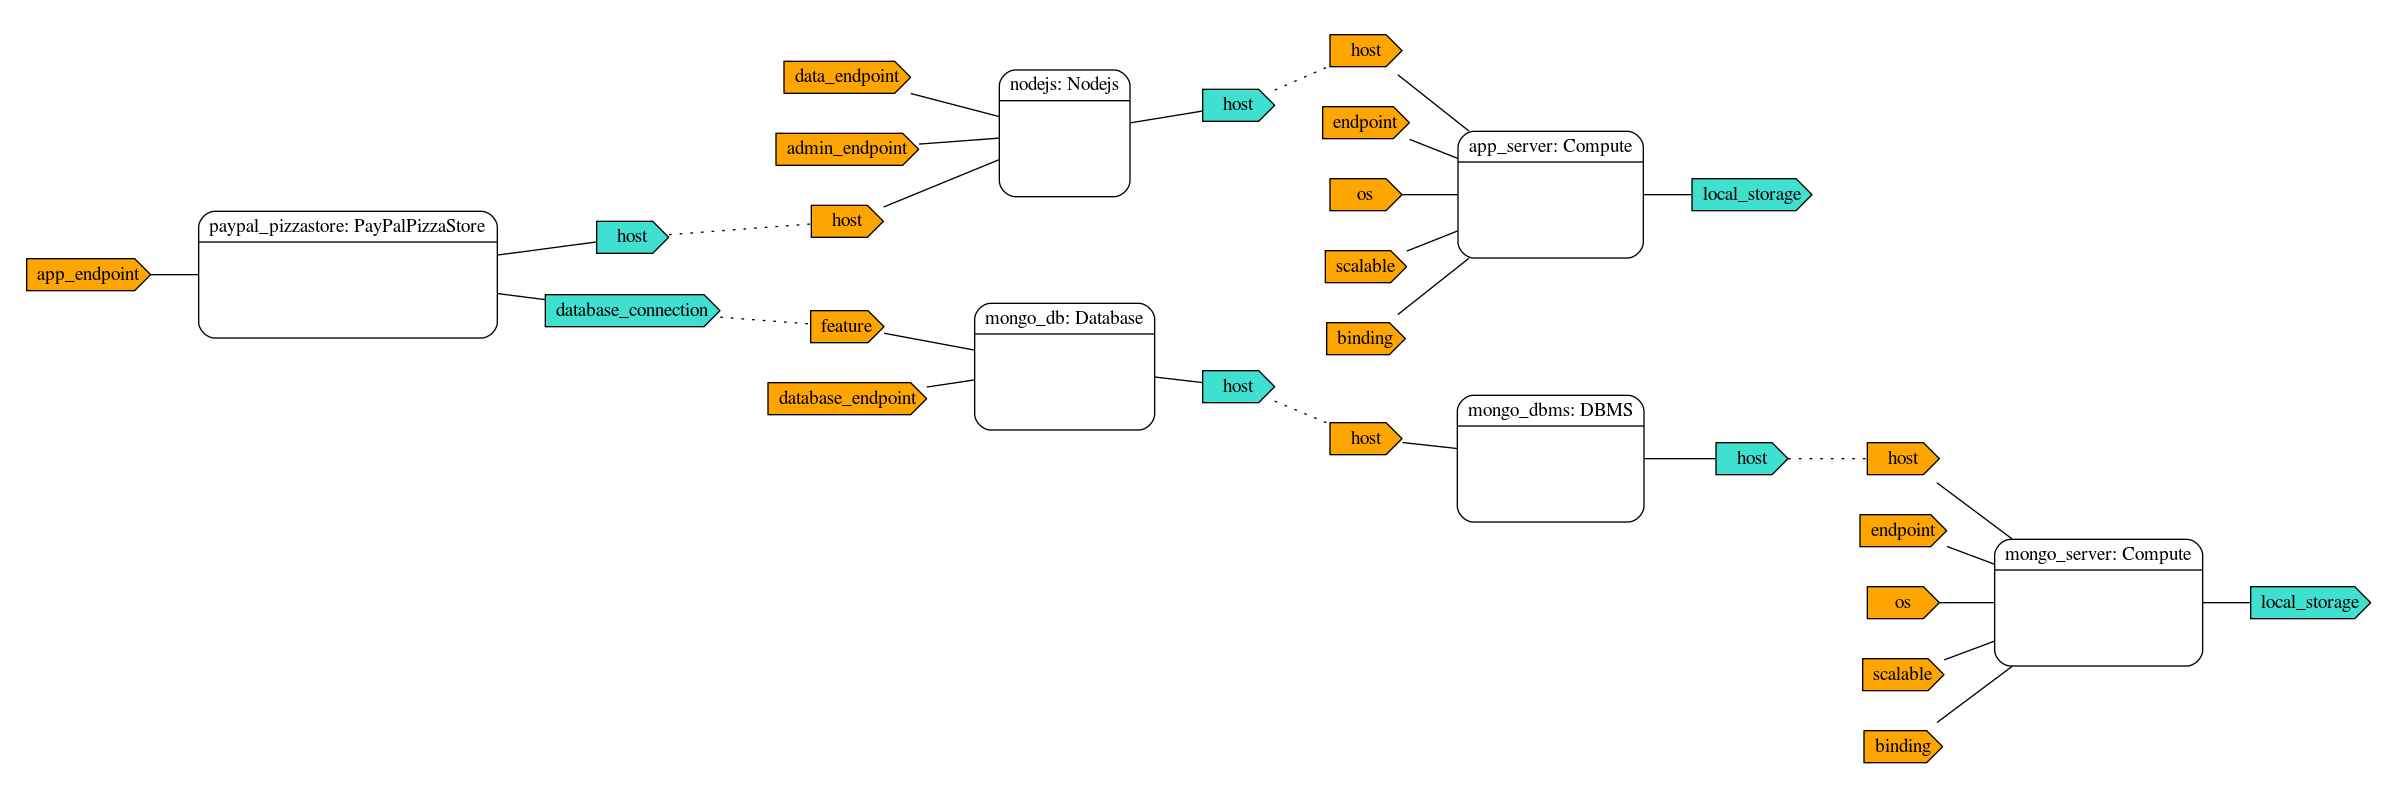 app_endpoint
paypal_pizzastore: PayPalPizzaStore
host
database_connection
data_endpoint
admin_endpoint
host
nodejs: Nodejs
host
feature
database_endpoint
mongo_db: Database
host
host
endpoint
os
scalable
binding
app_server: Compute
local_storage
host
mongo_dbms: DBMS
host
host
endpoint
os
scalable
binding
mongo_server: Compute
local_storage